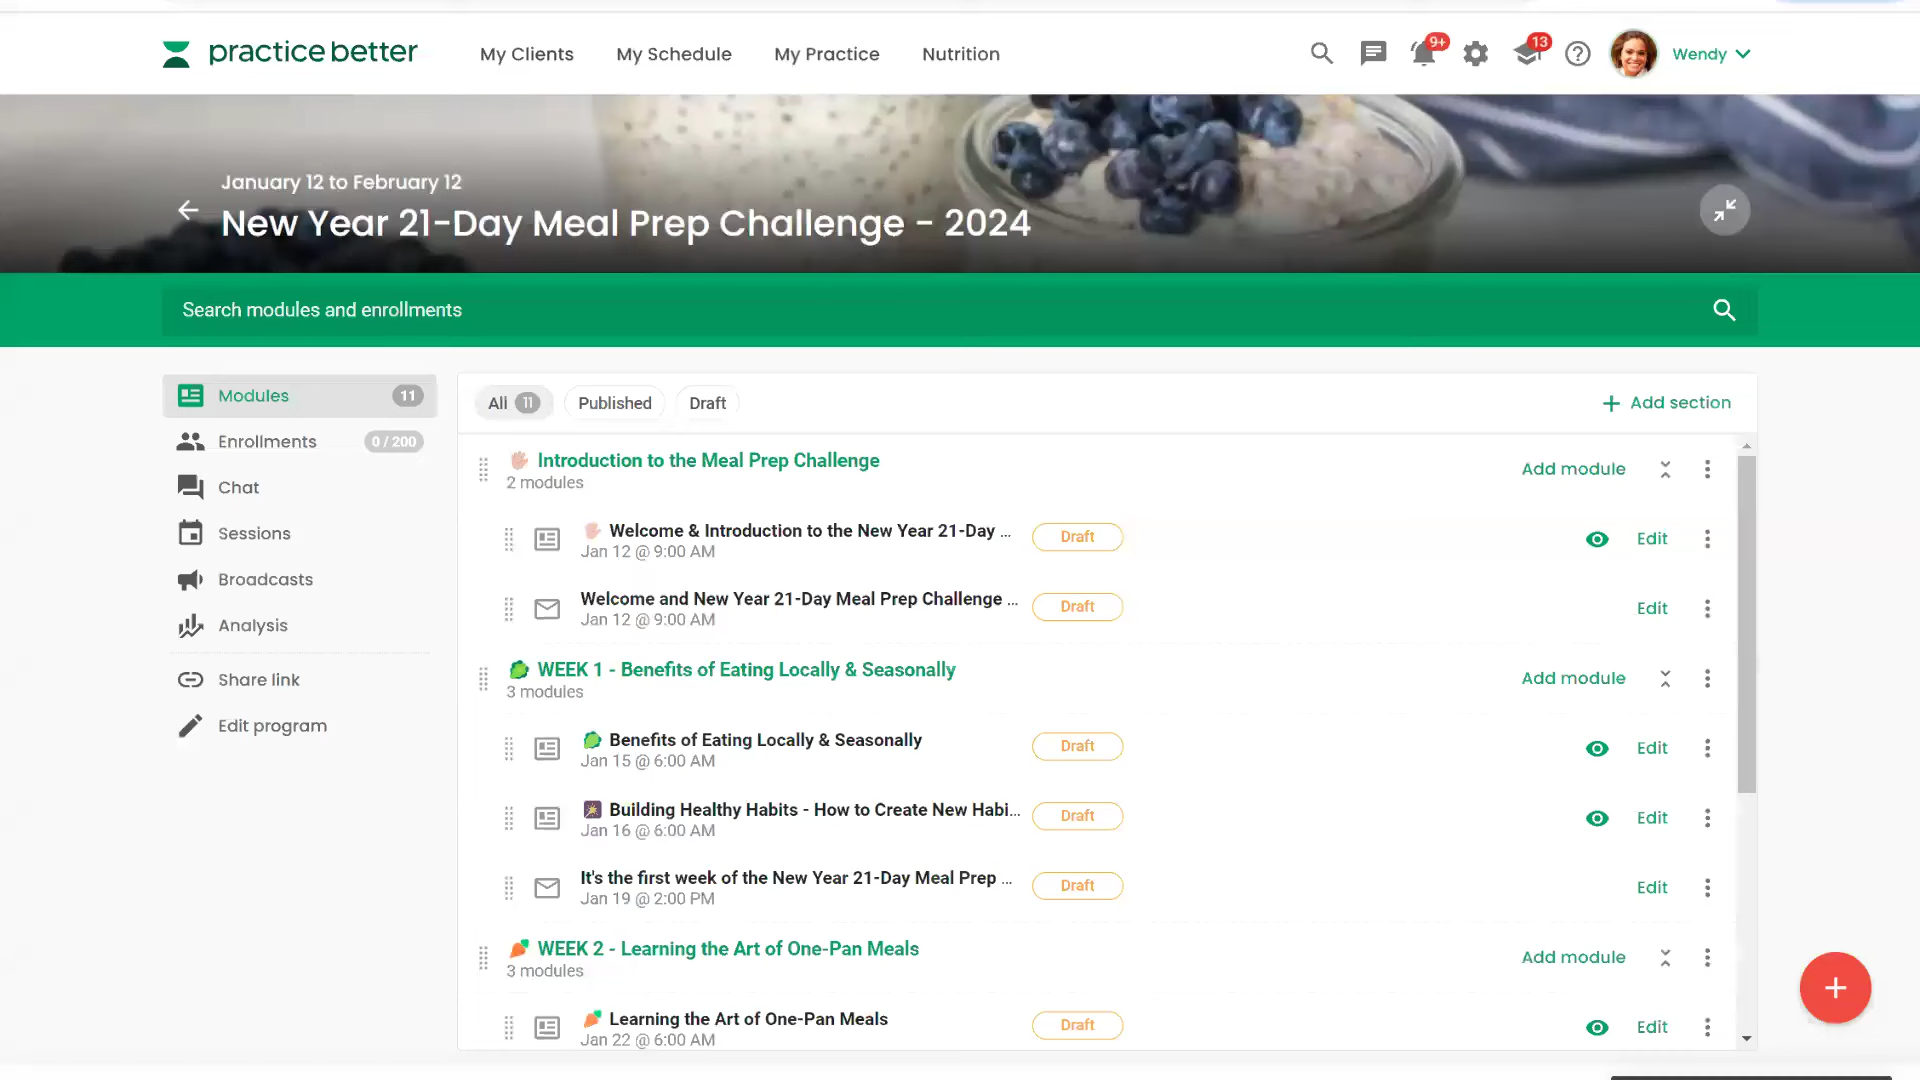 practice better
My Clients
My Schedule
My Practice
Nutrition
9+
13
Wendy
January 12 to February 12
New Year 21-Day Meal Prep Challenge - 2024
Search modules and enrollments
Modules
11
Enrollments
0 / 200
Chat
Sessions
Broadcasts
Analysis
Share link
Edit program
All 11
Published
Draft
+ Add section
Introduction to the Meal Prep Challenge
2 modules
Add module
Welcome & Introduction to the New Year 21-Day ...
Jan 12 @ 9:00 AM
Draft
Edit
Welcome and New Year 21-Day Meal Prep Challenge ...
Jan 12 @ 9:00 AM
Draft
Edit
WEEK 1 - Benefits of Eating Locally & Seasonally
3 modules
Add module
Benefits of Eating Locally & Seasonally
Jan 15 @ 6:00 AM
Draft
Edit
Building Healthy Habits - How to Create New Habi...
Jan 16 @ 6:00 AM
Draft
Edit
It's the first week of the New Year 21-Day Meal Prep ...
Jan 19 @ 2:00 PM
Draft
Edit
WEEK 2 - Learning the Art of One-Pan Meals
3 modules
Add module
Learning the Art of One-Pan Meals
Jan 22 @ 6:00 AM
Draft
Edit